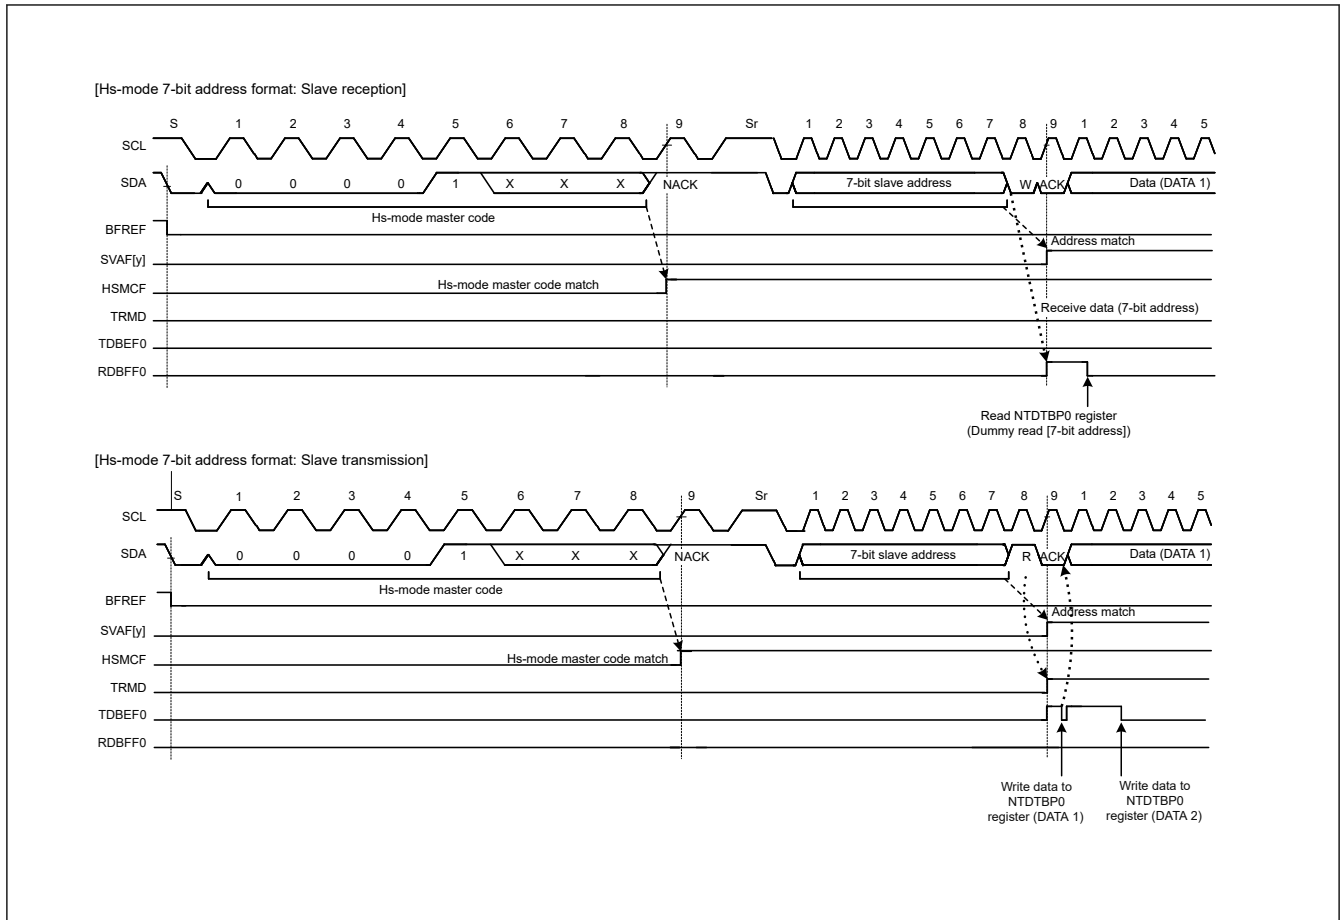 [Hs-mode 7-bit address format: Slave reception]
S 1 2 3 4 5 6 7 8 9 Sr 1 2 3 4 5 6 7 8 9 1 2 3 4 5
SCL
SDA 0 0 0 0 1 X X X NACK 7-bit slave address W ACK Data (DATA 1)
Hs-mode master code
BFREF
Address match
SVAF[y]
HSMCF Hs-mode master code match
Receive data (7-bit address)
TRMD
TDBEF0
RDBFF0
Read NTDTBP0 register
(Dummy read [7-bit address])
[Hs-mode 7-bit address format: Slave transmission]
S 1 2 3 4 5 6 7 8 9 Sr 1 2 3 4 5 6 7 8 9 1 2 3 4 5
SCL
SDA 0 0 0 0 1 X X X NACK 7-bit slave address R ACK Data (DATA 1)
Hs-mode master code
BFREF
Address match
SVAF[y]
HSMCF Hs-mode master code match
TRMD
TDBEF0
RDBFF0
Write data to
NTDTBP0
register (DATA 1)
Write data to
NTDTBP0
register (DATA 2)